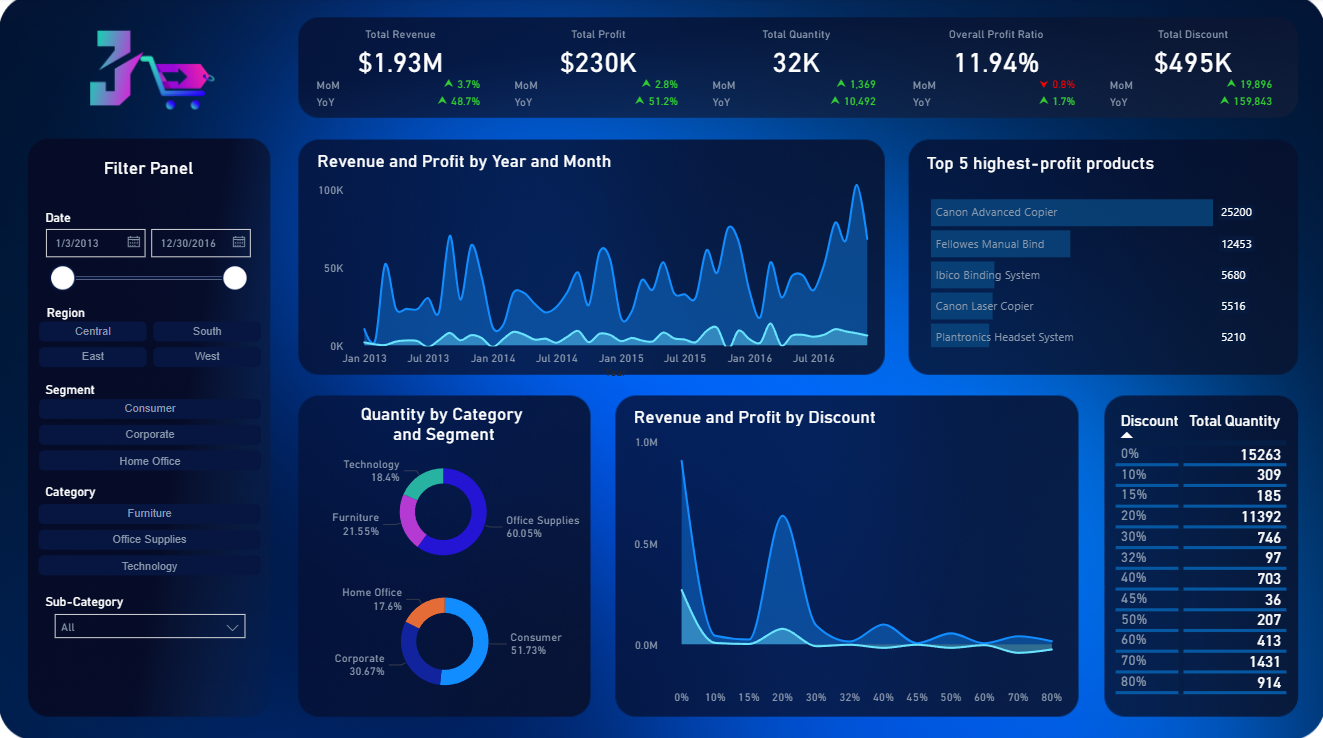 Total Revenue
$1.93M
MoM 3.7%
YoY 48.7%
Total Profit
$230K
MoM 2.8%
YoY 51.2%
Total Quantity
32K
MoM 1,369
YoY 10,492
Overall Profit Ratio
11.94%
MoM 0.8%
YoY 1.7%
Total Discount
$495K
MoM 19,896
YoY 159,843
Filter Panel
Date
1/3/2013 12/30/2016
Region
Central South
East West
Segment
Consumer
Corporate
Home Office
Category
Furniture
Office Supplies
Technology
Sub-Category
All
Revenue and Profit by Year and Month
100K
50K
0K
Jan 2013 Jul 2013 Jan 2014 Jul 2014 Jan 2015 Jul 2015 Jan 2016 Jul 2016
Top 5 highest-profit products
Canon Advanced Copier 25200
Fellowes Manual Bind 12453
Ibico Binding System 5680
Canon Laser Copier 5516
Plantronics Headset System 5210
Quantity by Category
and Segment
Technology
18.4%
Furniture
21.55%
Office Supplies
60.05%
Home Office
17.6%
Corporate
30.67%
Consumer
51.73%
Revenue and Profit by Discount
1.0M
0.5M
0.0M
0% 10% 15% 20% 30% 32% 40% 45% 50% 60% 70% 80%
Discount Total Quantity
0% 15263
10% 309
15% 185
20% 11392
30% 746
32% 97
40% 703
45% 36
50% 207
60% 413
70% 1431
80% 914